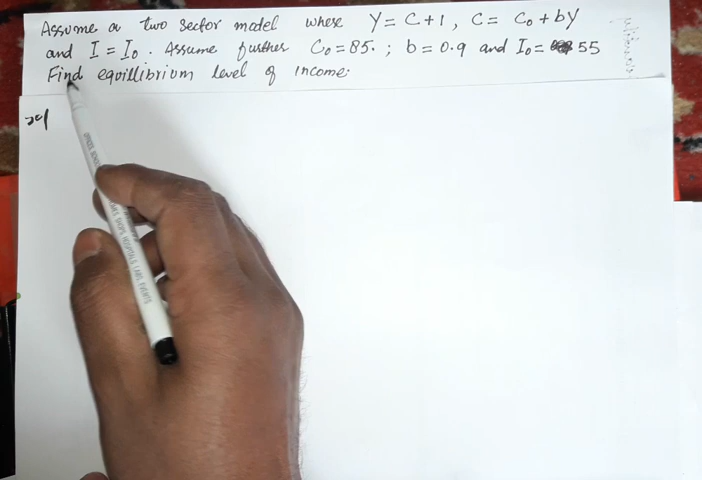 Assume a two sector model where Y = C+I, C = C₀ + bY
and I = I₀. Assume further C₀ = 85. ; b = 0.9 and I₀ = 55
Find equillibrium level of income.